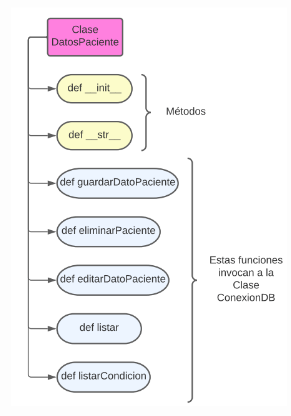 Clase
DatosPaciente
def __init__
Métodos
def __str__
def guardarDatoPaciente
def eliminarPaciente
Estas funciones
invocan a la
Clase
ConexionDB
def editarDatoPaciente
def listar
def listarCondicion